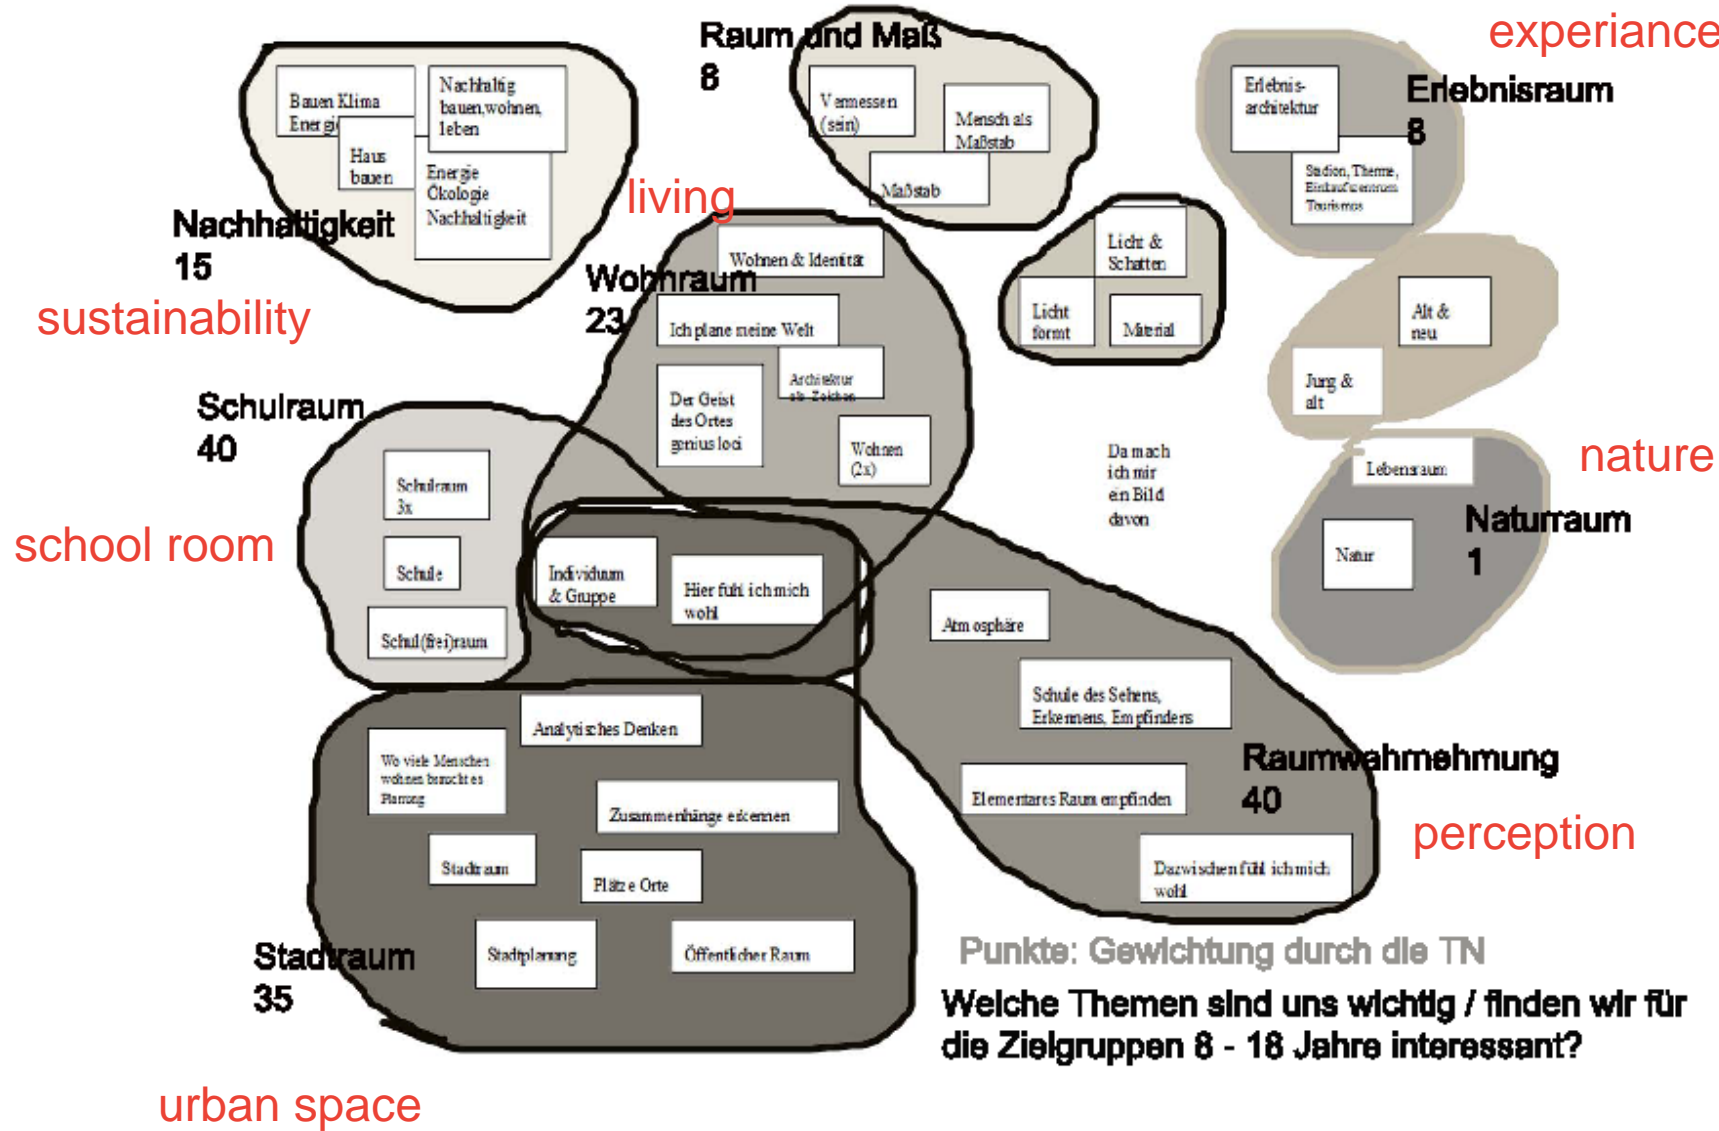 experiance
Raum und Maß
8
Erlebnisraum
8
Erlebnis-
architektur
Stadion, Therme,
Einkaufszentrum
Tourismus
Bauen Klima
Energie
Nachhaltig
bauen,wohnen,
leben
Haus
bauen
Energie
Ökologie
Nachhaltigkeit
Nachhaltigkeit
15
sustainability
Vermessen
(sein)
Mensch als
Maßstab
Maßstab
living
Wohnraum
23
Wohnen & Identität
Ich plane meine Welt
Architektur
als Zeichen
Der Geist
des Ortes
genius loci
Wohnen
(2x)
Licht &
Schatten
Licht
formt
Material
Alt &
neu
Jung &
alt
Da mach
ich mir
ein Bild
davon
nature
Lebensraum
Naturraum
1
Natur
Schulraum
40
Schulraum
3x
school room
Schule
Schul(frei)raum
Individuum
& Gruppe
Hier fühl ich mich
wohl
Atmosphäre
Schule des Sehens,
Erkennens, Empfindens
Raumwahrnehmung
40
Elementares Raumempfinden
perception
Dazwischen fühl ich mich
wohl
Analytisches Denken
Wo viele Menschen
wohnen braucht es
Planung
Zusammenhänge erkennen
Stadtraum
Plätze Orte
Stadtplanung
Öffentlicher Raum
Stadtraum
35
urban space
Punkte: Gewichtung durch die TN
Welche Themen sind uns wichtig / finden wir für
die Zielgruppen 8 - 18 Jahre interessant?